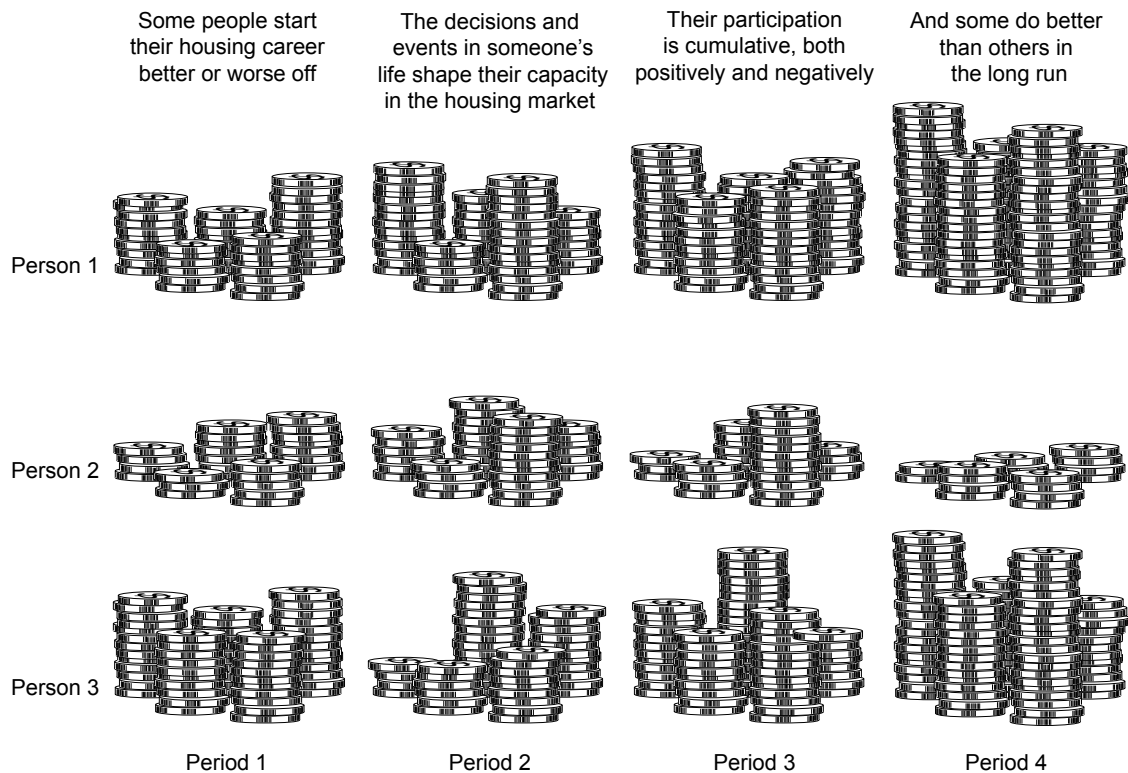 Some people start
their housing career
better or worse off
The decisions and
events in someone’s
life shape their capacity
in the housing market
Their participation
is cumulative, both
positively and negatively
And some do better
than others in
the long run
Person 1
Person 2
Person 3
Period 1
Period 2
Period 3
Period 4